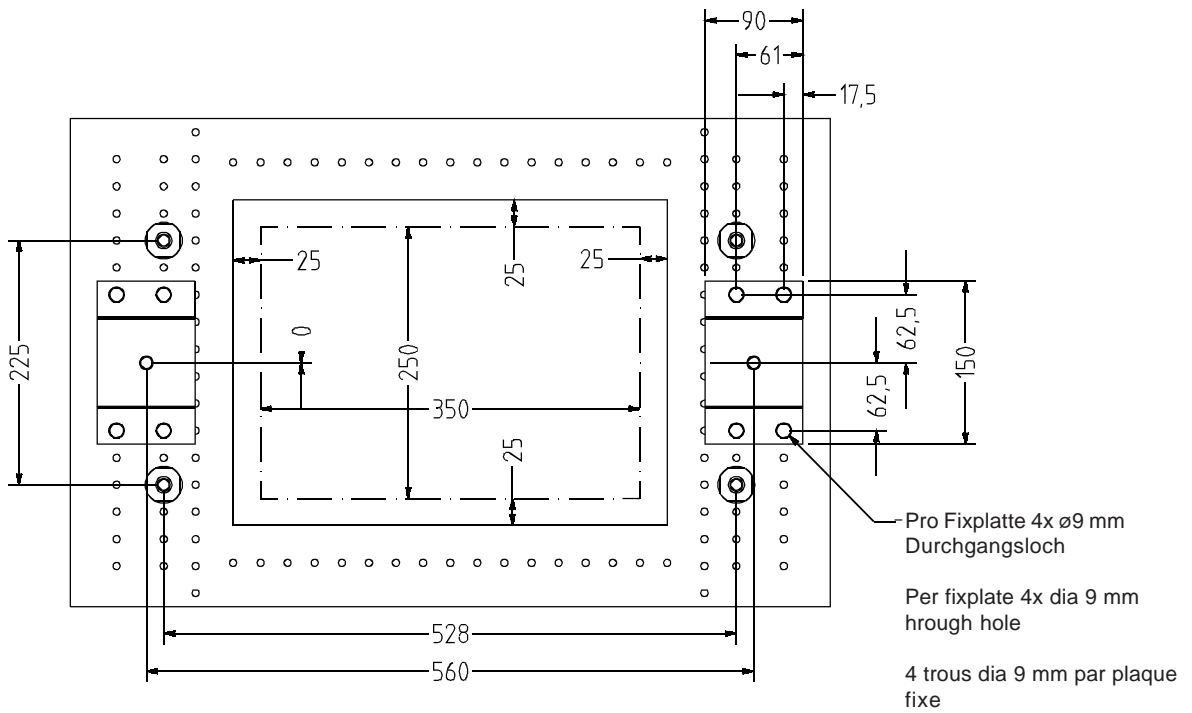 90
61
17,5
25
25
25
0
225
250
350
25
62,5
62,5
150
528
560
Pro Fixplatte 4x ø9 mm
Durchgangsloch
Per fixplate 4x dia 9 mm
hrough hole
4 trous dia 9 mm par plaque
fixe